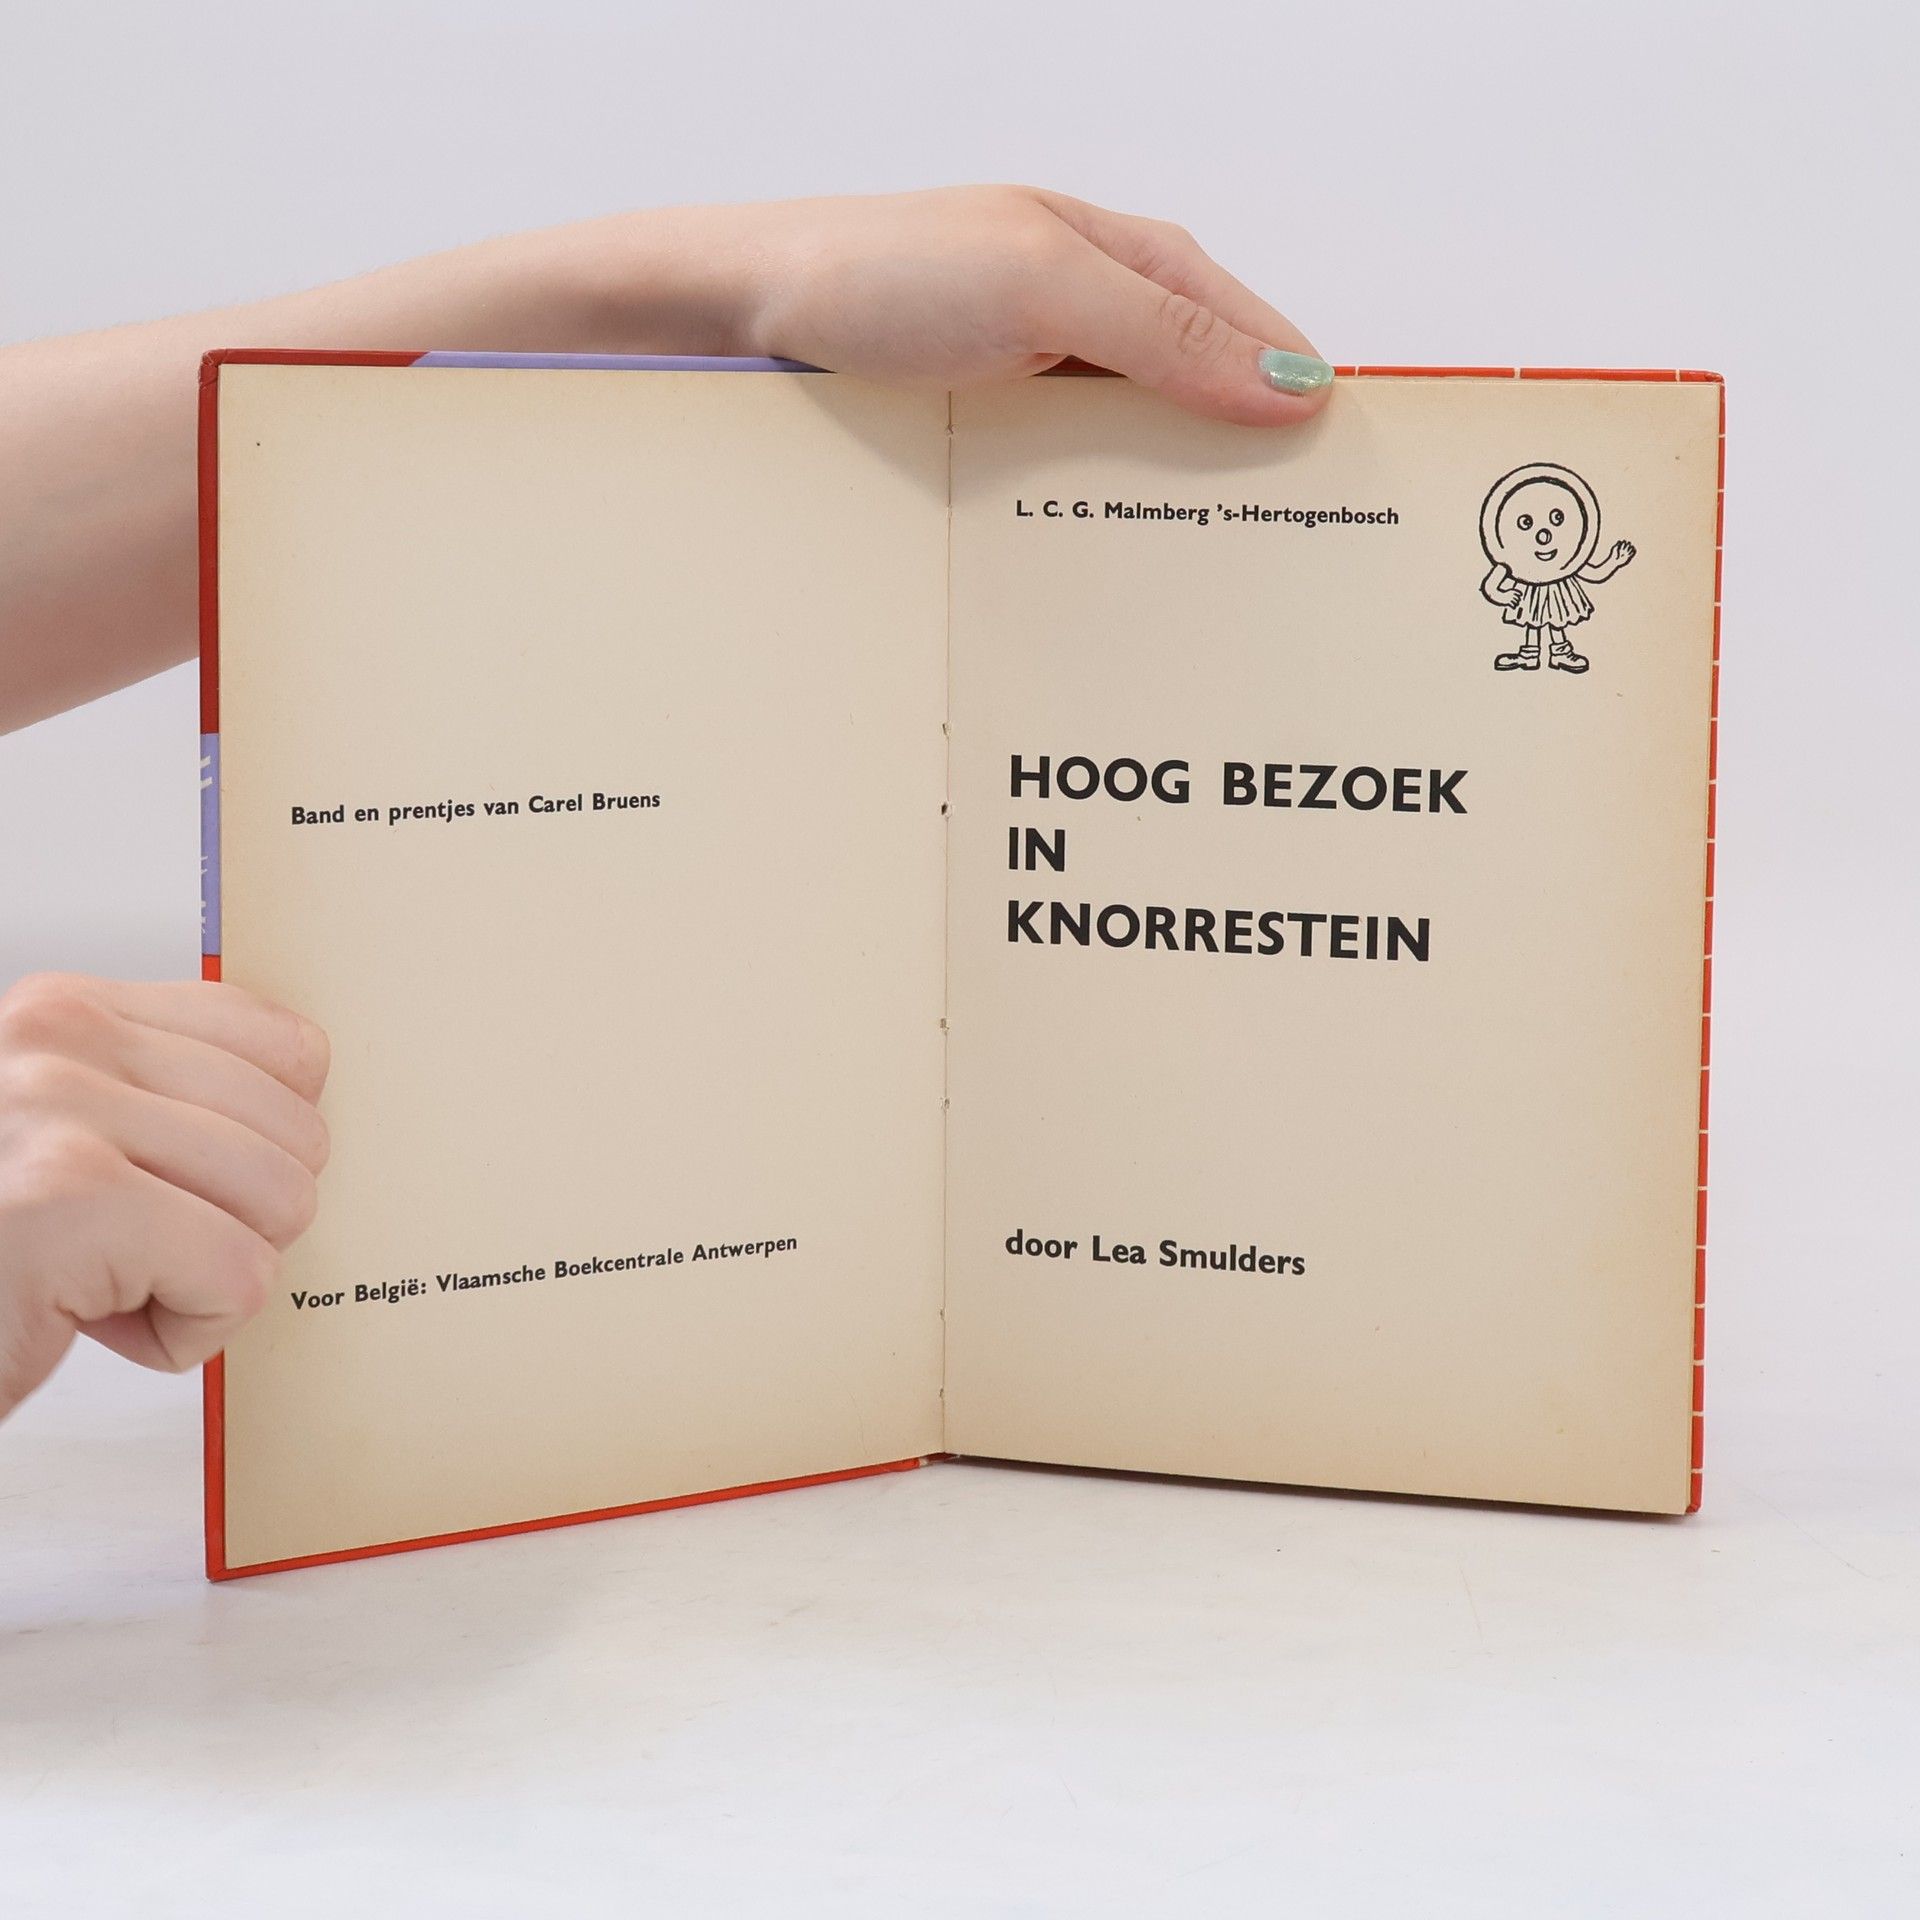 Band en prentjes van Carel Bruens
Voor België: Vlaamsche Boekcentrale Antwerpen
L. C. G. Malmberg 's-Hertogenbosch
HOOG BEZOEK
IN
KNORRESTEIN
door Lea Smulders